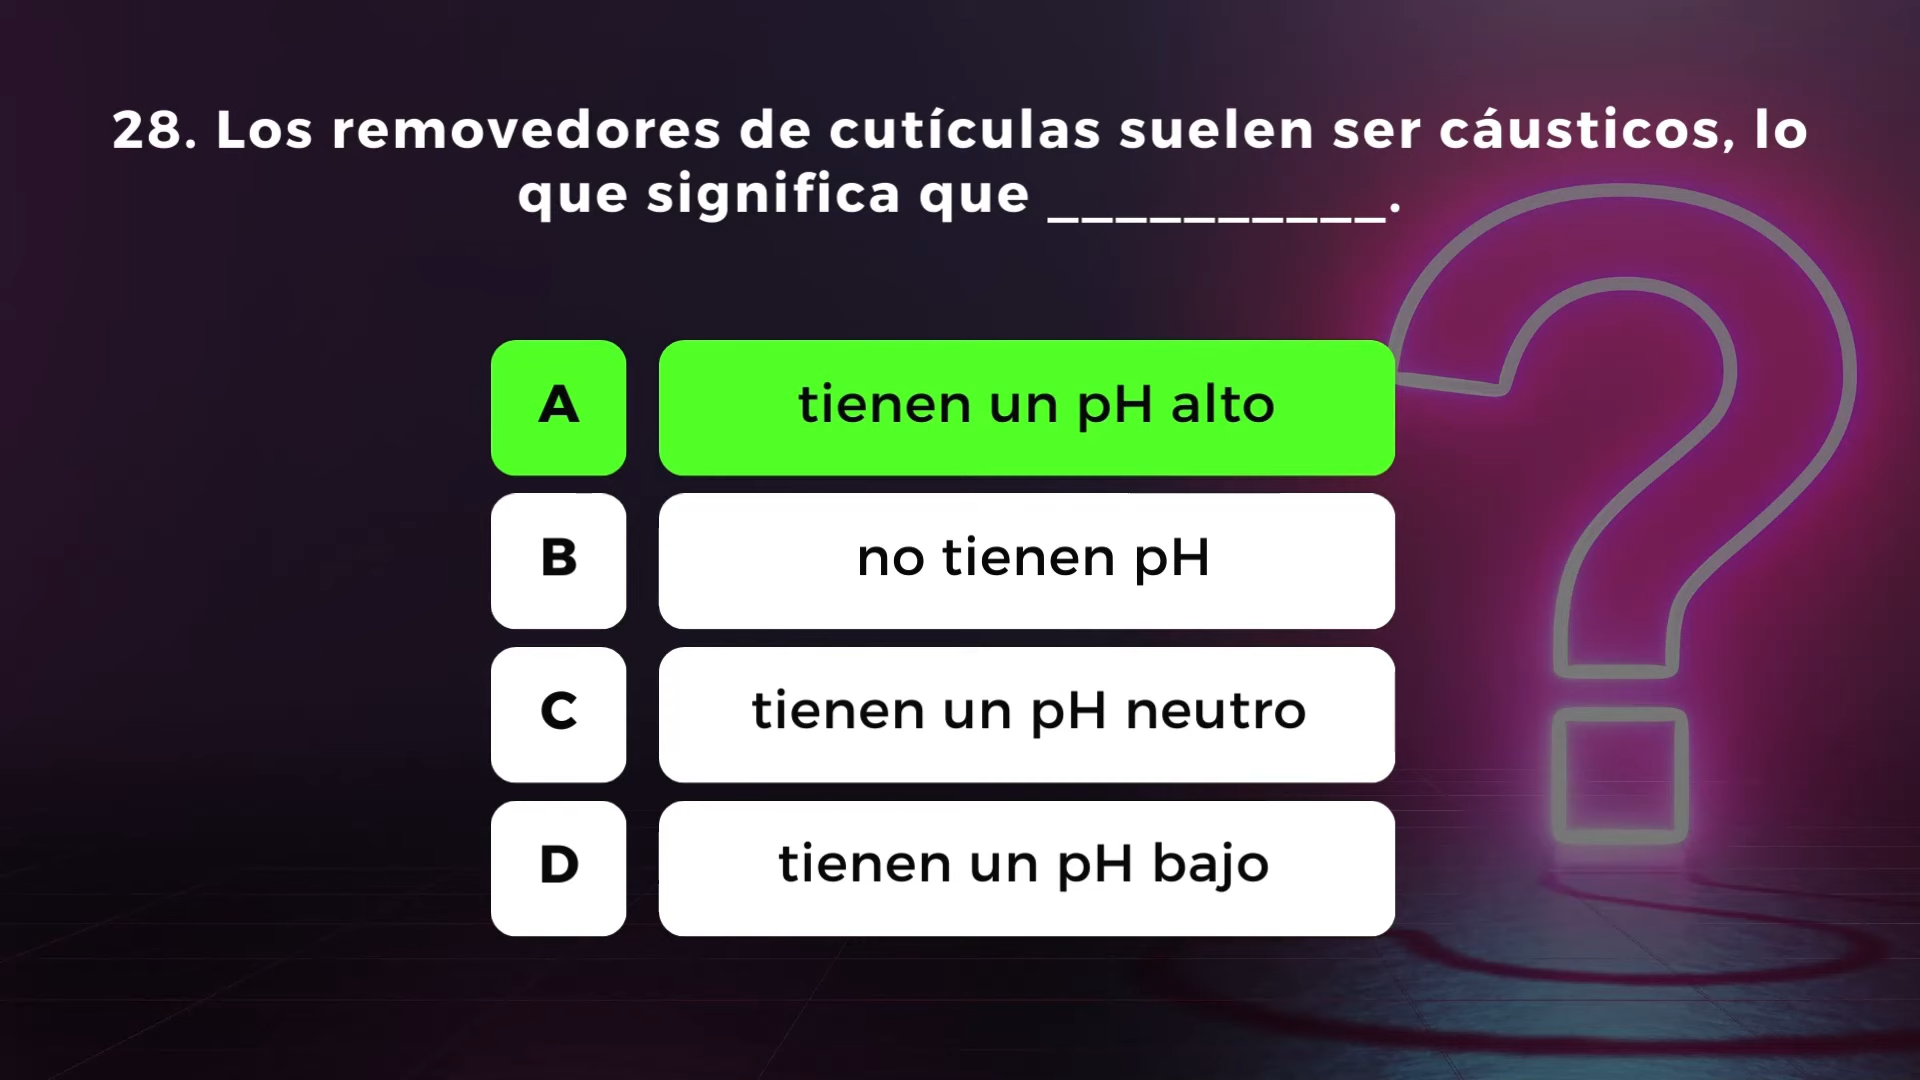 28. Los removedores de cutículas suelen ser cáusticos, lo
que significa que __________.
A tienen un pH alto
B no tienen pH
C tienen un pH neutro
D tienen un pH bajo